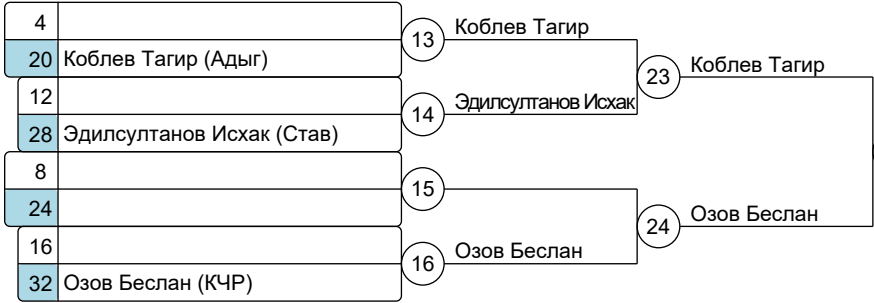 4
20 Коблев Тагир (Адыг)
13 Коблев Тагир
12
28 Эдилсултанов Исхак (Став)
14 Эдилсултанов Исхак
23 Коблев Тагир
8
24
15
16
32 Озов Беслан (КЧР)
16 Озов Беслан
24 Озов Беслан